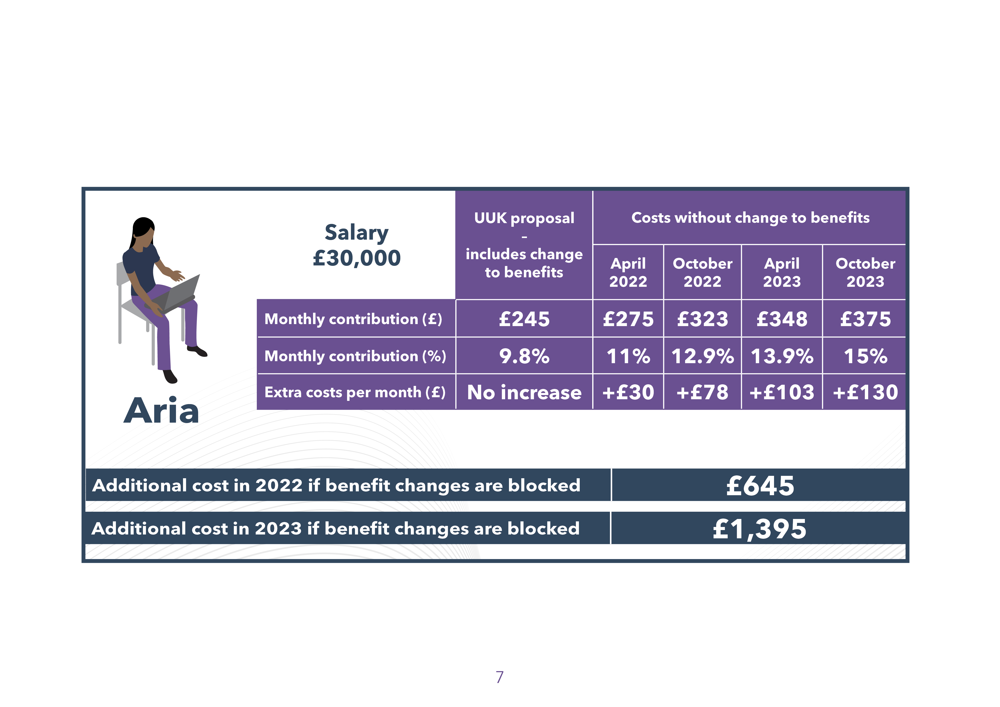 Salary
£30,000
UUK proposal
–
includes change
to benefits
Costs without change to benefits
April
2022
October
2022
April
2023
October
2023
Monthly contribution (£) £245 £275 £323 £348 £375
Monthly contribution (%) 9.8% 11% 12.9% 13.9% 15%
Extra costs per month (£) No increase +£30 +£78 +£103 +£130
Aria
Additional cost in 2022 if benefit changes are blocked £645
Additional cost in 2023 if benefit changes are blocked £1,395
7